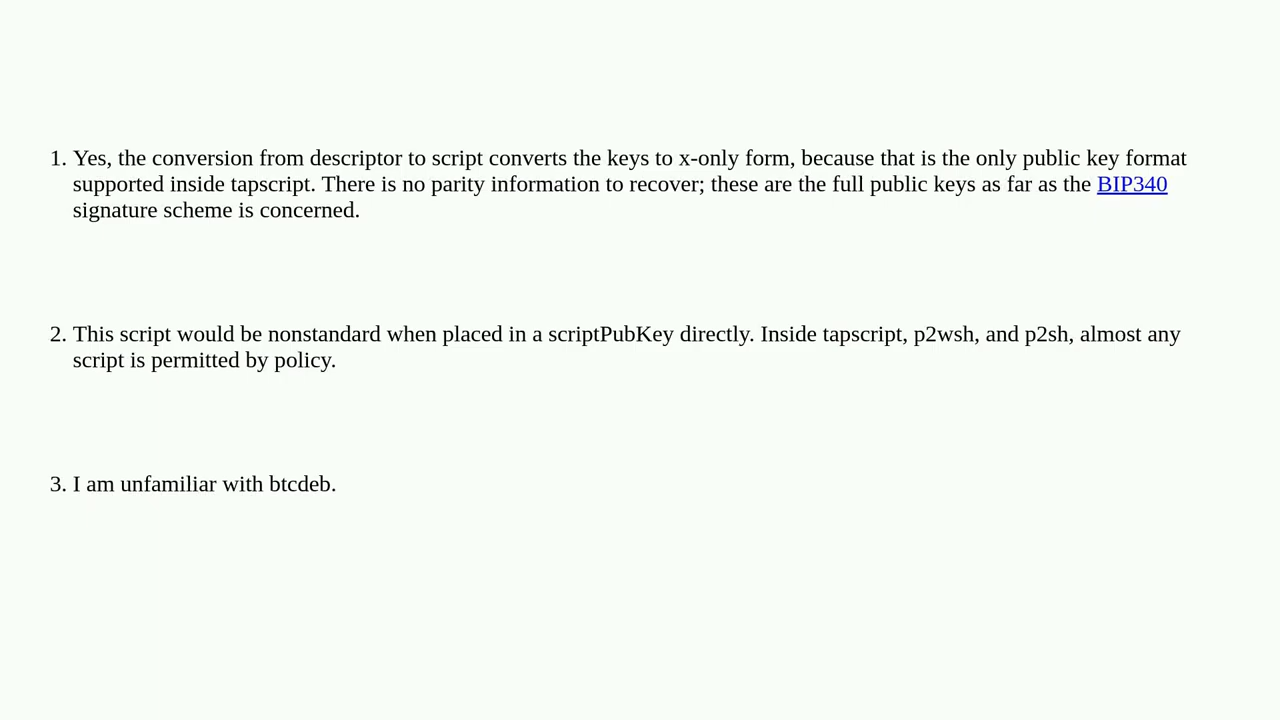 1. Yes, the conversion from descriptor to script converts the keys to x-only form, because that is the only public key format
supported inside tapscript. There is no parity information to recover; these are the full public keys as far as the BIP340
signature scheme is concerned.
2. This script would be nonstandard when placed in a scriptPubKey directly. Inside tapscript, p2wsh, and p2sh, almost any
script is permitted by policy.
3. I am unfamiliar with btcdeb.